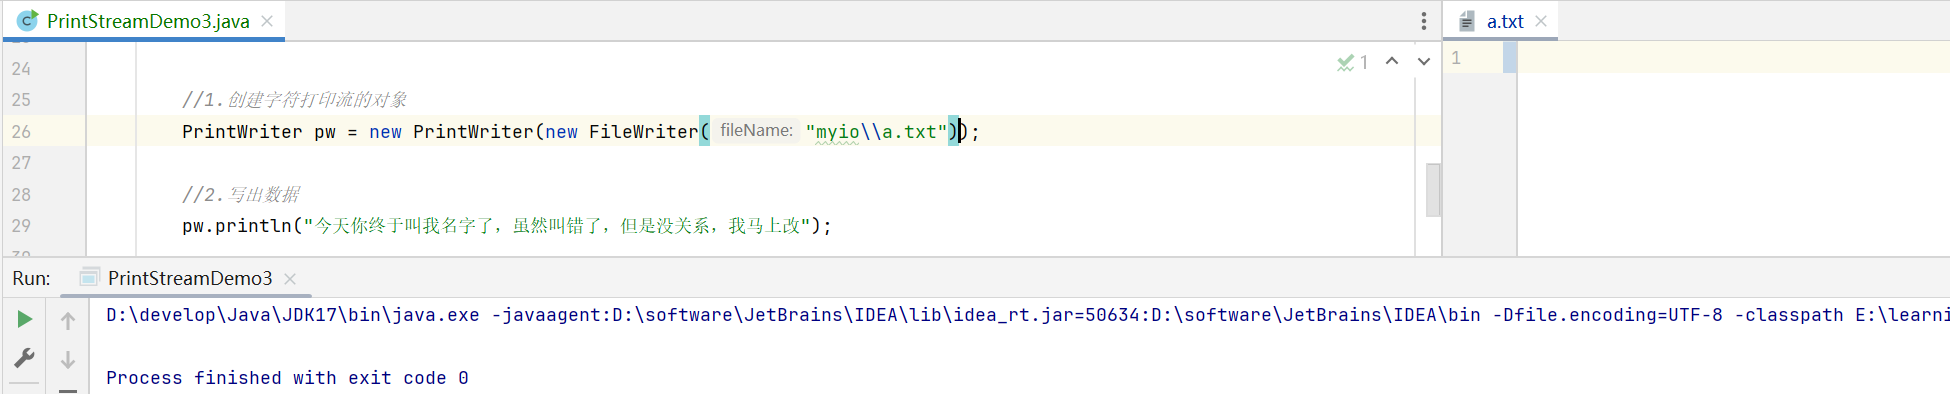 PrintStreamDemo3.java
a.txt
24
1
1
25 //1.创建字符打印流的对象
26 PrintWriter pw = new PrintWriter(new FileWriter( fileName: "myio\\a.txt"));
27
28 //2.写出数据
29 pw.println("今天你终于叫我名字了，虽然叫错了，但是没关系，我马上改");
Run: PrintStreamDemo3
D:\develop\Java\JDK17\bin\java.exe -javaagent:D:\software\JetBrains\IDEA\lib\idea_rt.jar=50634:D:\software\JetBrains\IDEA\bin -Dfile.encoding=UTF-8 -classpath E:\learni
Process finished with exit code 0